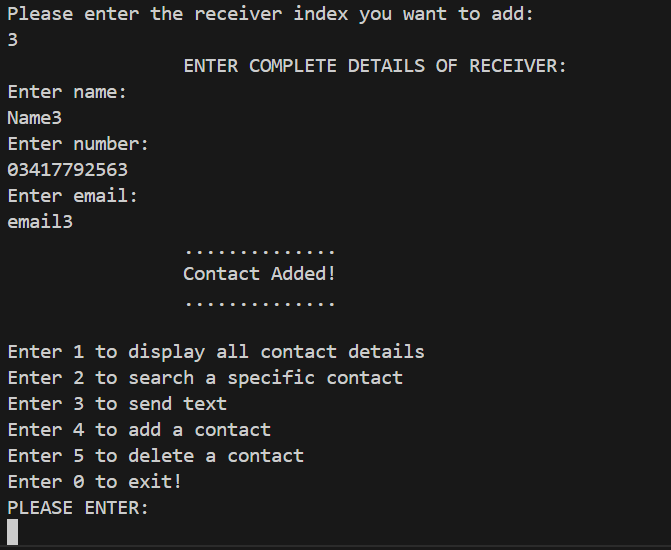 Please enter the receiver index you want to add:
3
ENTER COMPLETE DETAILS OF RECEIVER:
Enter name:
Name3
Enter number:
03417792563
Enter email:
email3
..............
Contact Added!
..............
Enter 1 to display all contact details
Enter 2 to search a specific contact
Enter 3 to send text
Enter 4 to add a contact
Enter 5 to delete a contact
Enter 0 to exit!
PLEASE ENTER: